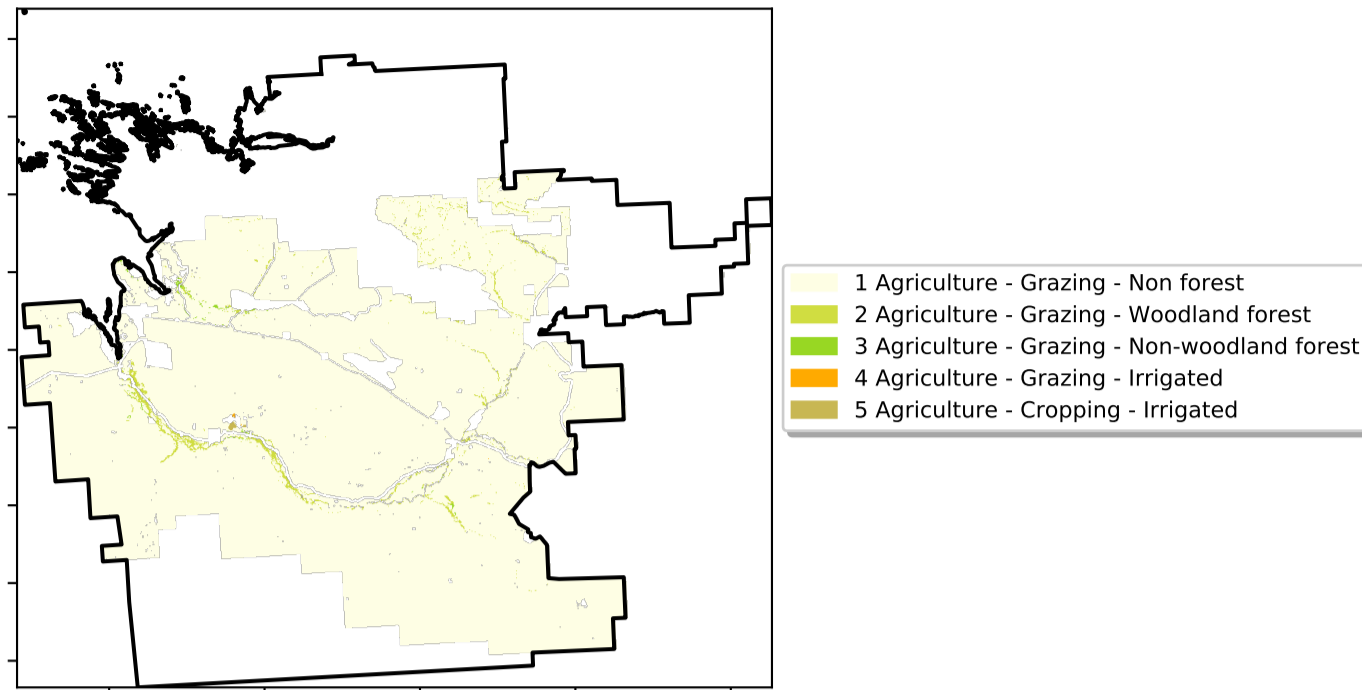 1 Agriculture - Grazing - Non forest
2 Agriculture - Grazing - Woodland forest
3 Agriculture - Grazing - Non-woodland forest
4 Agriculture - Grazing - Irrigated
5 Agriculture - Cropping - Irrigated